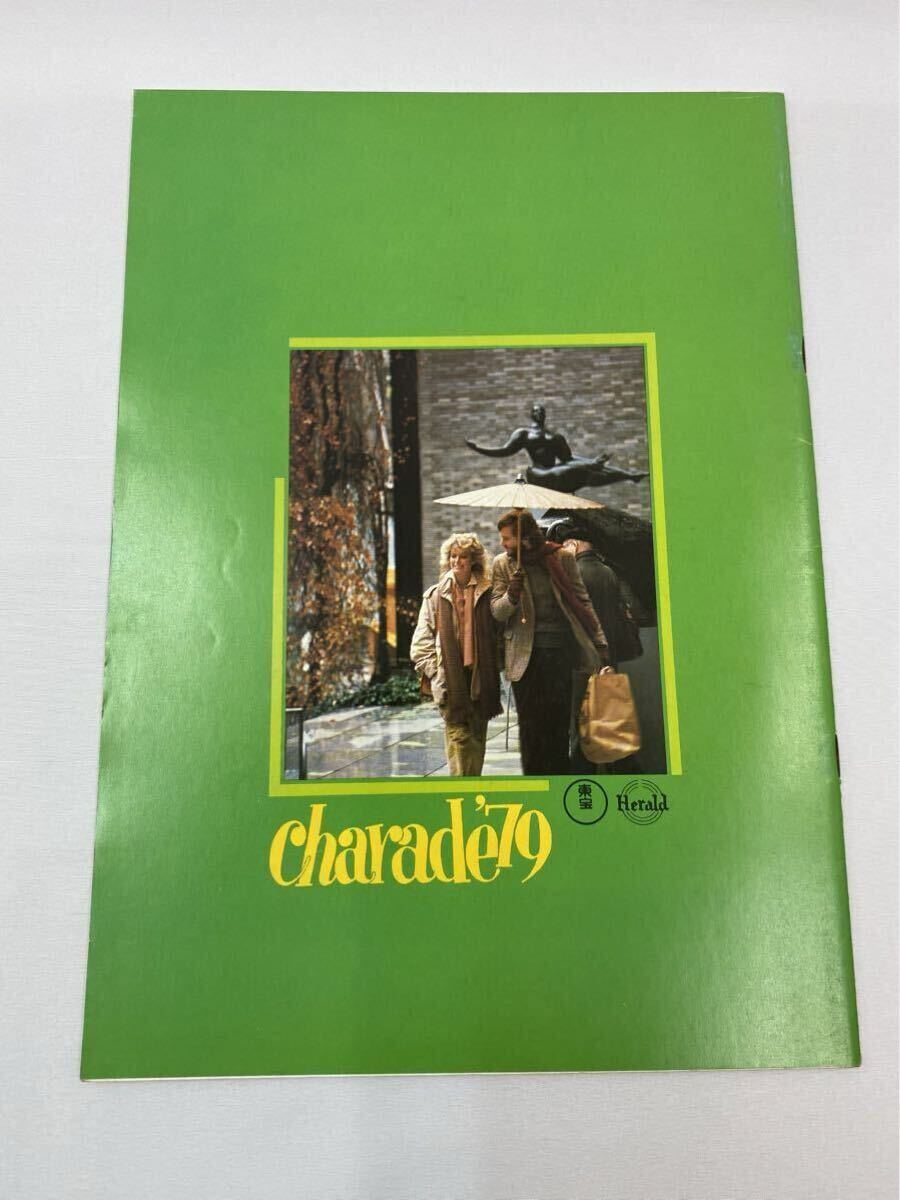 東宝
Herald
Charade'79